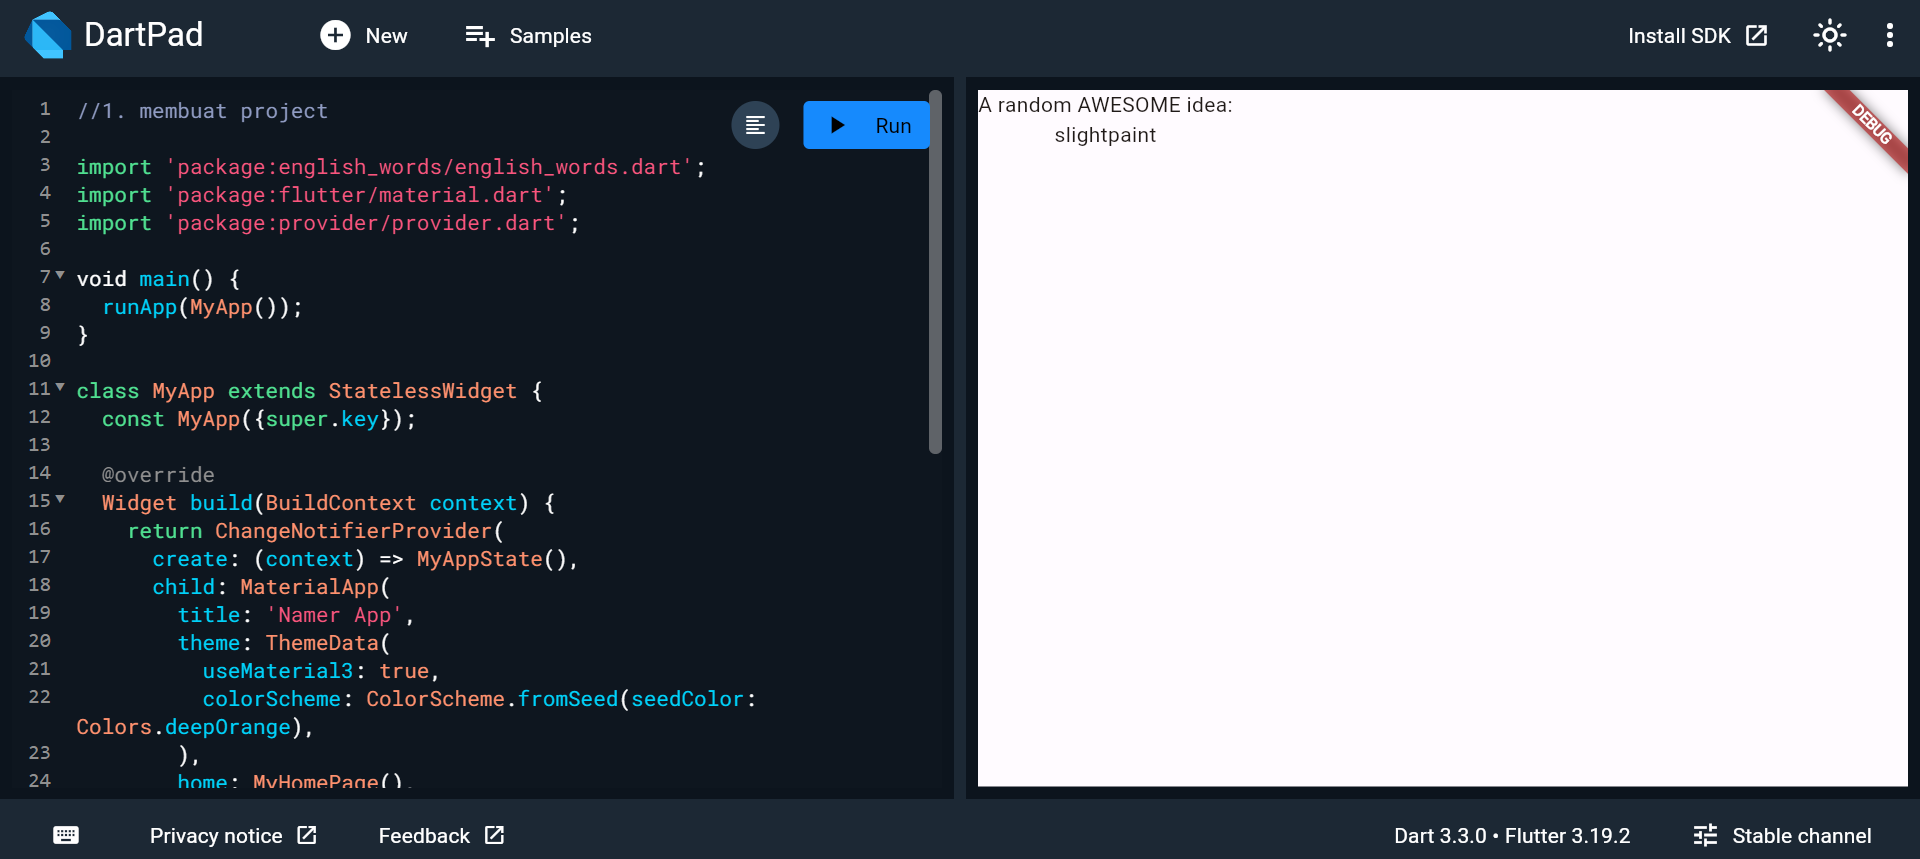 DartPad
New
Samples
Install SDK
1 //1. membuat project
2
3 import 'package:english_words/english_words.dart';
4 import 'package:flutter/material.dart';
5 import 'package:provider/provider.dart';
6
7 void main() {
8 runApp(MyApp());
9 }
10
11 class MyApp extends StatelessWidget {
12 const MyApp({super.key});
13
14 @override
15 Widget build(BuildContext context) {
16 return ChangeNotifierProvider(
17 create: (context) => MyAppState(),
18 child: MaterialApp(
19 title: 'Namer App',
20 theme: ThemeData(
21 useMaterial3: true,
22 colorScheme: ColorScheme.fromSeed(seedColor:
Colors.deepOrange),
23 ),
24 home: MyHomePage(),
Run
A random AWESOME idea:
slightpaint
DEBUG
Privacy notice
Feedback
Dart 3.3.0 • Flutter 3.19.2
Stable channel